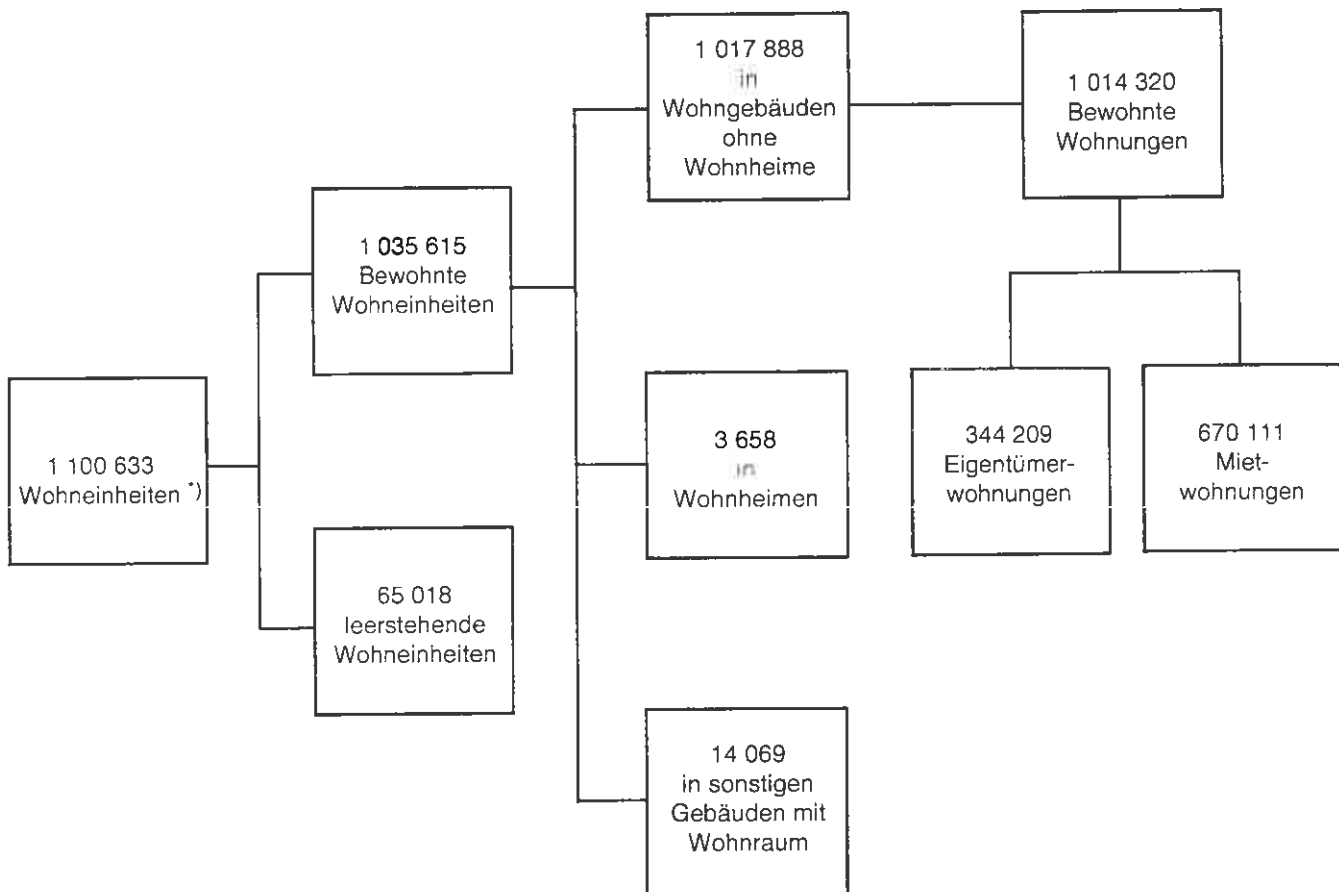 1 100 633
Wohneinheiten *)
1 035 615
Bewohnte
Wohneinheiten
65 018
leerstehende
Wohneinheiten
1 017 888
in
Wohngebäuden
ohne
Wohnheime
3 658
in
Wohnheimen
14 069
in sonstigen
Gebäuden mit
Wohnraum
1 014 320
Bewohnte
Wohnungen
344 209
Eigentümer-
wohnungen
670 111
Miet-
wohnungen